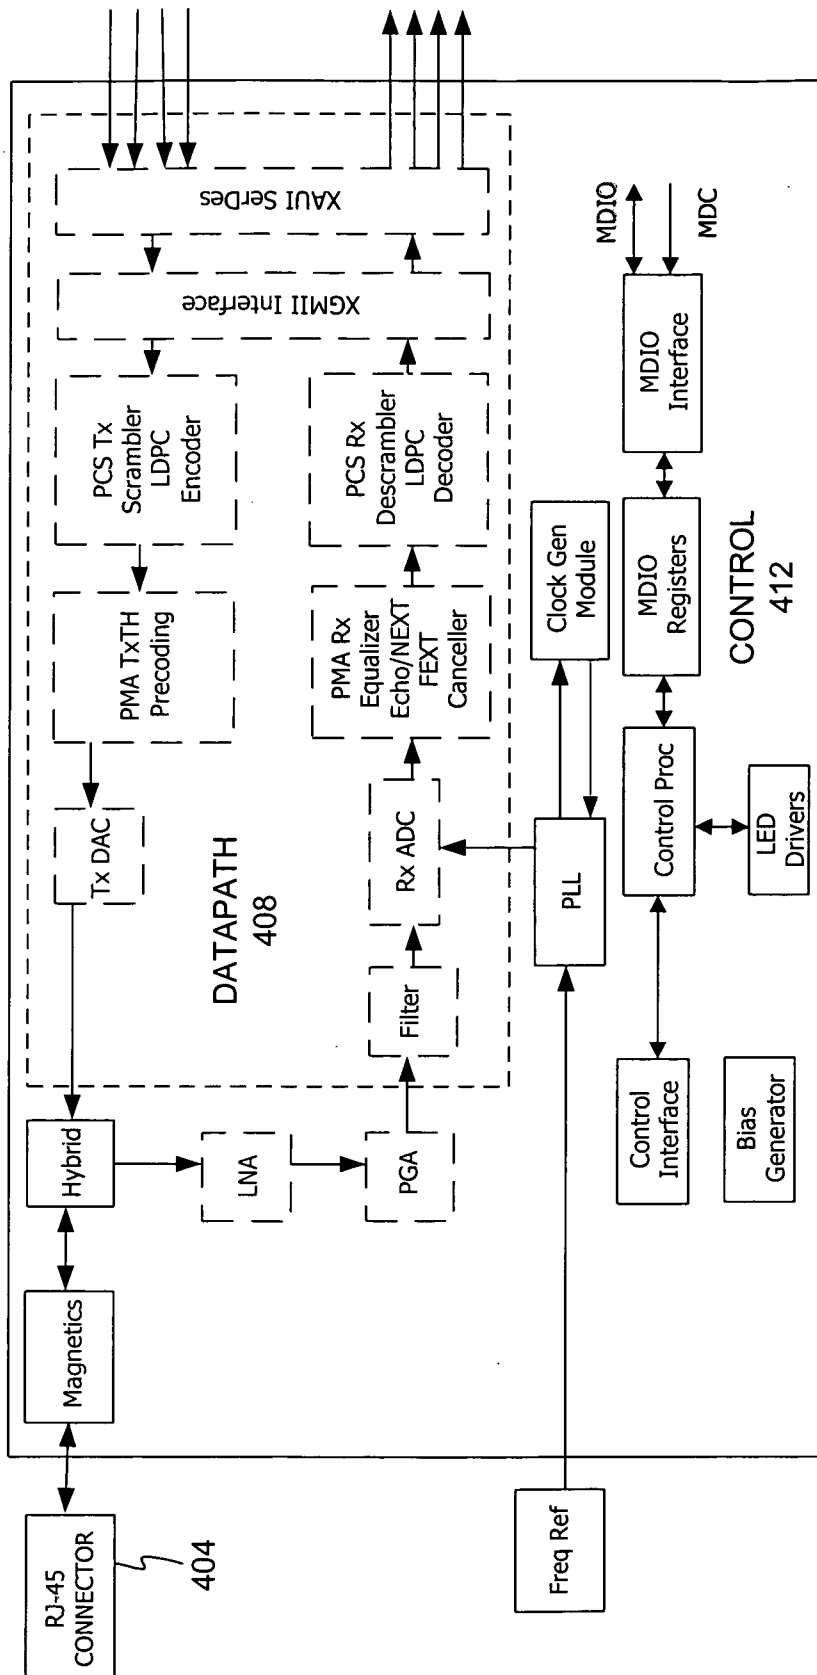 RJ-45
CONNECTOR
404
Magnetics
Hybrid
LNA
PGA
Tx DAC
PMA TxTH
Precoding
PCS Tx
Scrambler
LDPC
Encoder
XGMII Interface
XAUI SerDes
DATAPATH
408
Filter
Rx ADC
PMA Rx
Equalizer
Echo/NEXT
FEXT
Canceller
PCS Rx
Descrambler
LDPC
Decoder
Freq Ref
PLL
Clock Gen
Module
Control
Interface
Control Proc
MDIO
Registers
MDIO
Interface
MDIO
MDC
Bias
Generator
LED
Drivers
CONTROL
412